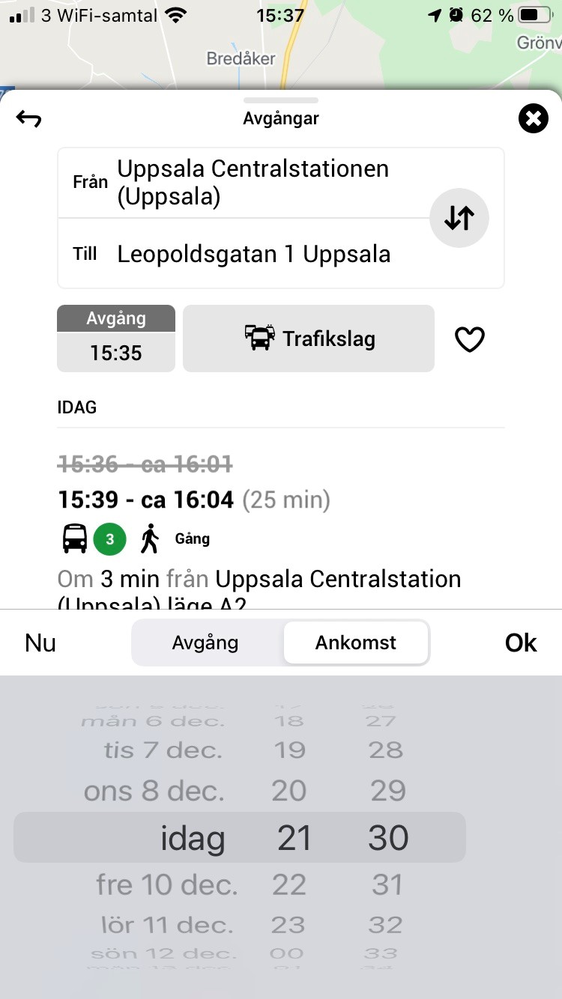 3 WiFi-samtal 15:37 62 %
Grönv
Bredåker
Avgångar
Från Uppsala Centralstationen
(Uppsala)
Till Leopoldsgatan 1 Uppsala
Avgång
15:35
Trafikslag
IDAG
15:36 - ca 16:01
15:39 - ca 16:04 (25 min)
3 Gång
Om 3 min från Uppsala Centralstation
(Uppsala) läge A2
Nu Avgång Ankomst Ok
mån 6 dec. 18 27
tis 7 dec. 19 28
ons 8 dec. 20 29
idag 21 30
fre 10 dec. 22 31
lör 11 dec. 23 32
sön 12 dec. 00 33